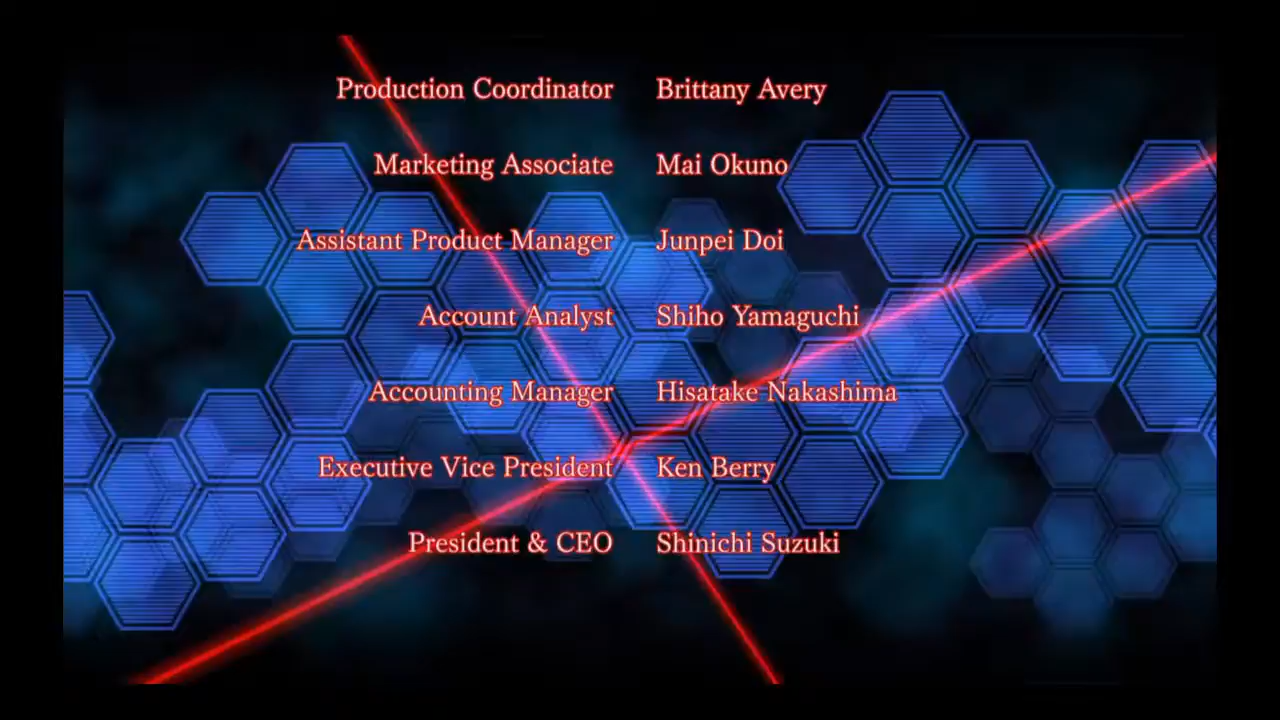 Production Coordinator Brittany Avery
Marketing Associate Mai Okuno
Assistant Product Manager Junpei Doi
Account Analyst Shiho Yamaguchi
Accounting Manager Hisatake Nakashima
Executive Vice President Ken Berry
President & CEO Shinichi Suzuki